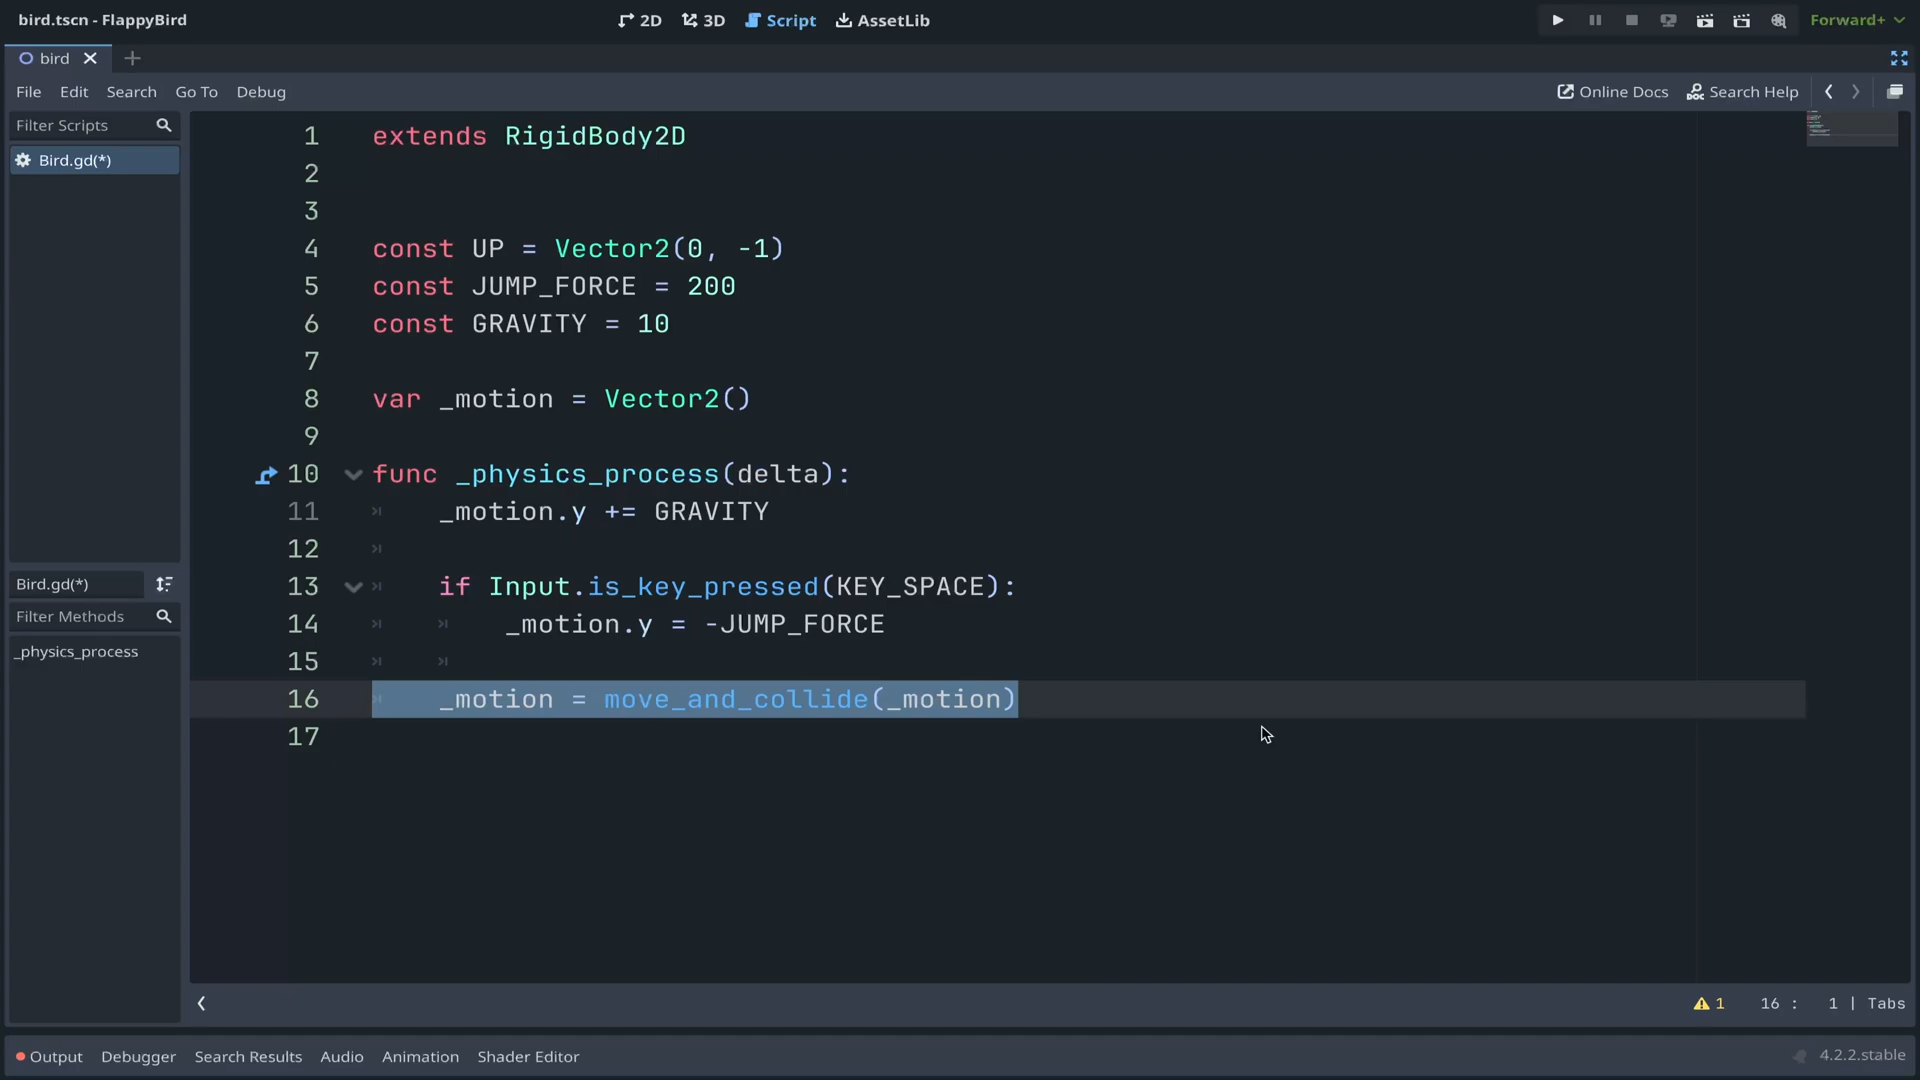 bird.tscn - FlappyBird
2D 3D Script AssetLib
Forward+
bird
File Edit Search Go To Debug
Online Docs Search Help
Filter Scripts
Bird.gd(*)
Bird.gd(*)
Filter Methods
_physics_process
1 extends RigidBody2D
2
3
4 const UP = Vector2(0, -1)
5 const JUMP_FORCE = 200
6 const GRAVITY = 10
7
8 var _motion = Vector2()
9
10 func _physics_process(delta):
11 _motion.y += GRAVITY
12
13 if Input.is_key_pressed(KEY_SPACE):
14 _motion.y = -JUMP_FORCE
15
16 _motion = move_and_collide(_motion)
17
1 16 : 1 | Tabs
Output Debugger Search Results Audio Animation Shader Editor
4.2.2.stable